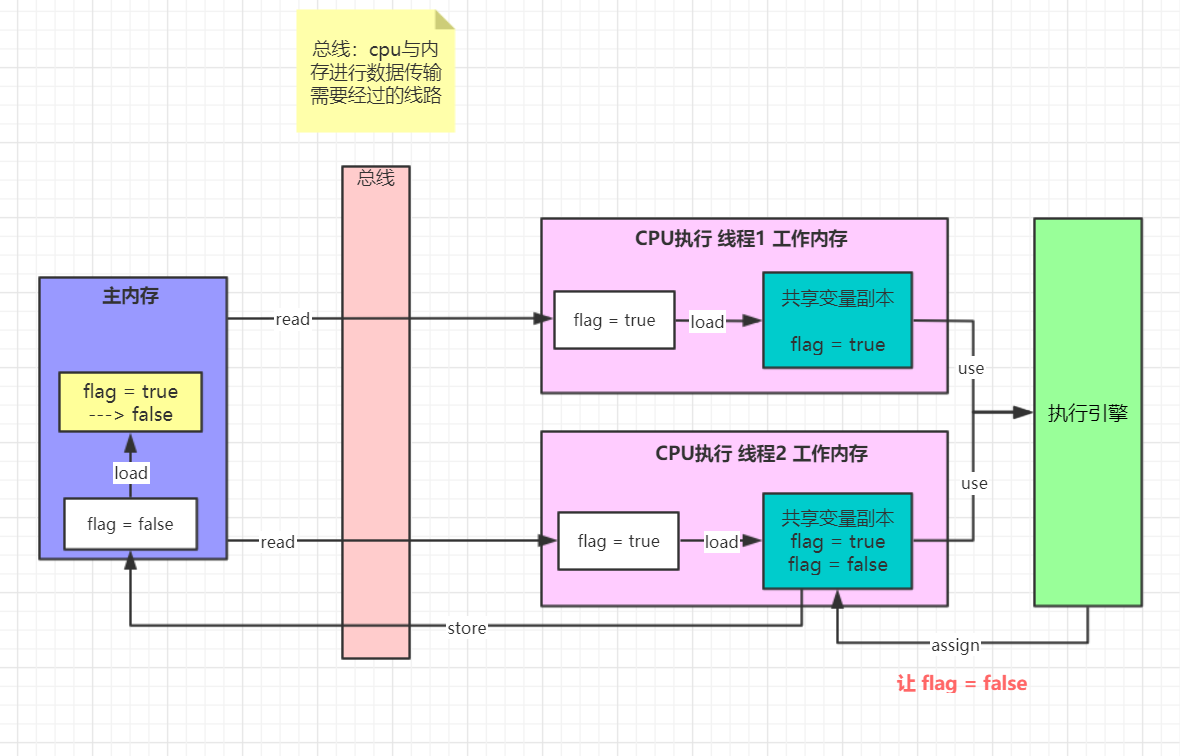 总线：cpu与内
存进行数据传输
需要经过的线路
总线
主内存
flag = true
---> false
load
flag = false
read
read
CPU执行 线程1 工作内存
flag = true
load
共享变量副本
flag = true
CPU执行 线程2 工作内存
flag = true
load
共享变量副本
flag = true
flag = false
use
use
执行引擎
store
assign
让 flag = false